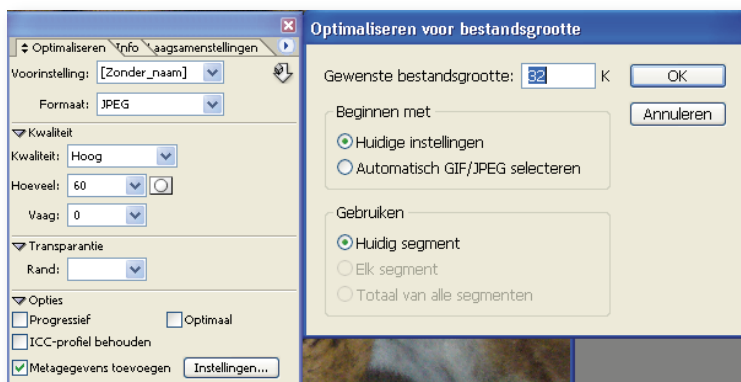 Optimaliseren Info Laagsamenstellingen
Voorinstelling: [Zonder_naam]
Formaat: JPEG
Kwaliteit
Kwaliteit: Hoog
Hoeveel: 60
Vaag: 0
Transparantie
Rand:
Opties
Progressief Optimaal
ICC-profiel behouden
Metagegevens toevoegen Instellingen...
Optimaliseren voor bestandsgrootte
Gewenste bestandsgrootte: 32 K OK
Annuleren
Beginnen met
Huidige instellingen
Automatisch GIF/JPEG selecteren
Gebruiken
Huidig segment
Elk segment
Totaal van alle segmenten